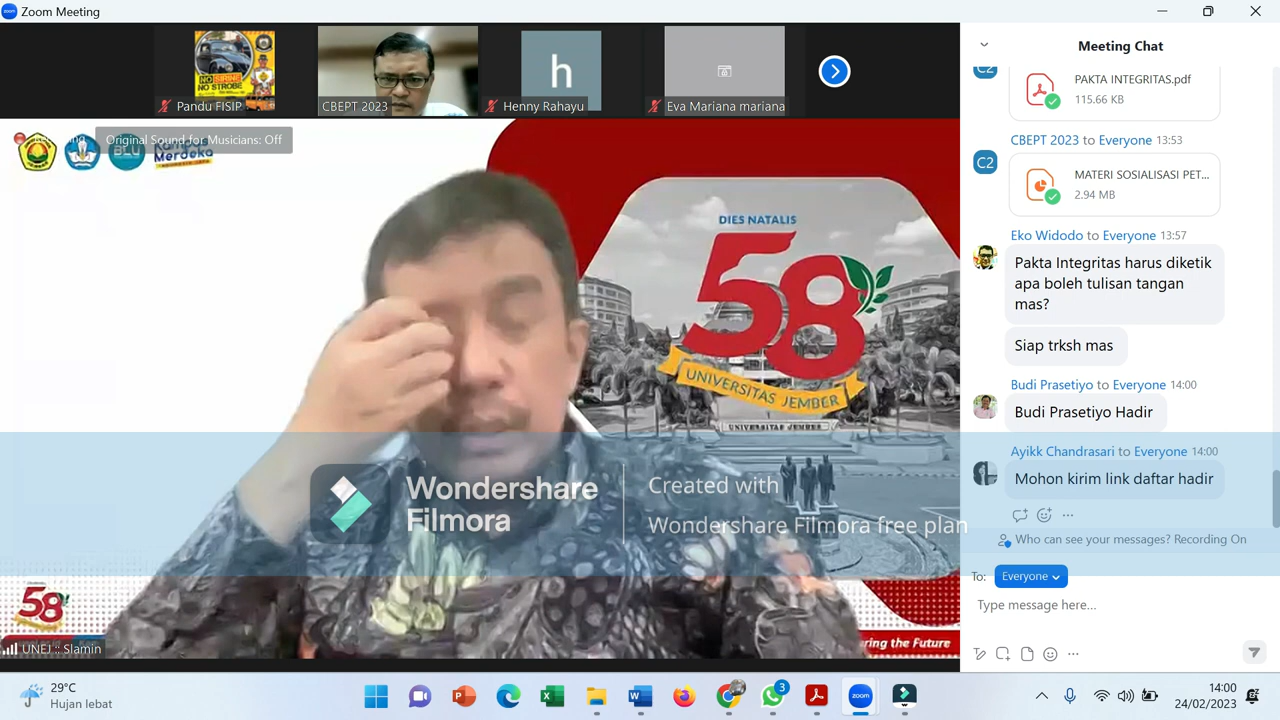 Zoom Meeting
NO SIRINE
NO STROBE
Pandu FISIP
CBEPT 2023
h
Henny Rahayu
Eva Mariana mariana
Original Sound for Musicians: Off
BLU
Merdeka
DIES NATALIS
58
UNIVERSITAS JEMBER
UNIVERSITAS JEMBER
Wondershare
Filmora
Created with
Wondershare Filmora free plan
58
ring the Future
UNEJ :: Slamin
Meeting Chat
C2
PAKTA INTEGRITAS.pdf
115.66 KB
CBEPT 2023 to Everyone 13:53
C2
MATERI SOSIALISASI PET...
2.94 MB
Eko Widodo to Everyone 13:57
Pakta Integritas harus diketik
apa boleh tulisan tangan
mas?
Siap trksh mas
Budi Prasetiyo to Everyone 14:00
Budi Prasetiyo Hadir
Ayikk Chandrasari to Everyone 14:00
Mohon kirim link daftar hadir
Who can see your messages? Recording On
To: Everyone
Type message here...
29°C
Hujan lebat
3
zoom
14:00
24/02/2023